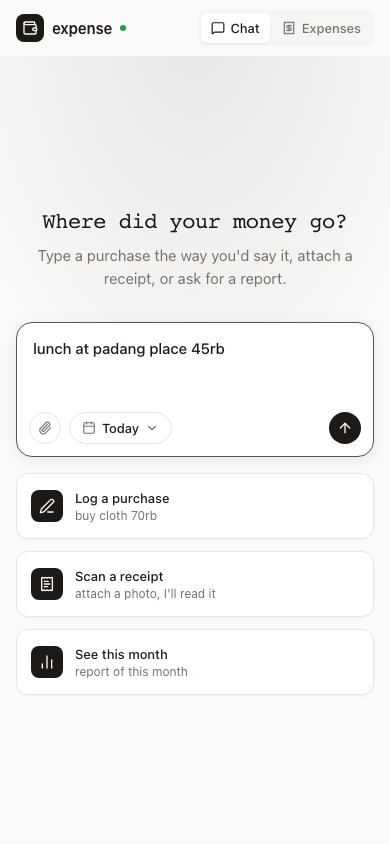 expense
Chat
Expenses
Where did your money go?
Type a purchase the way you'd say it, attach a
receipt, or ask for a report.
lunch at padang place 45rb
Today
Log a purchase
buy cloth 70rb
Scan a receipt
attach a photo, I'll read it
See this month
report of this month